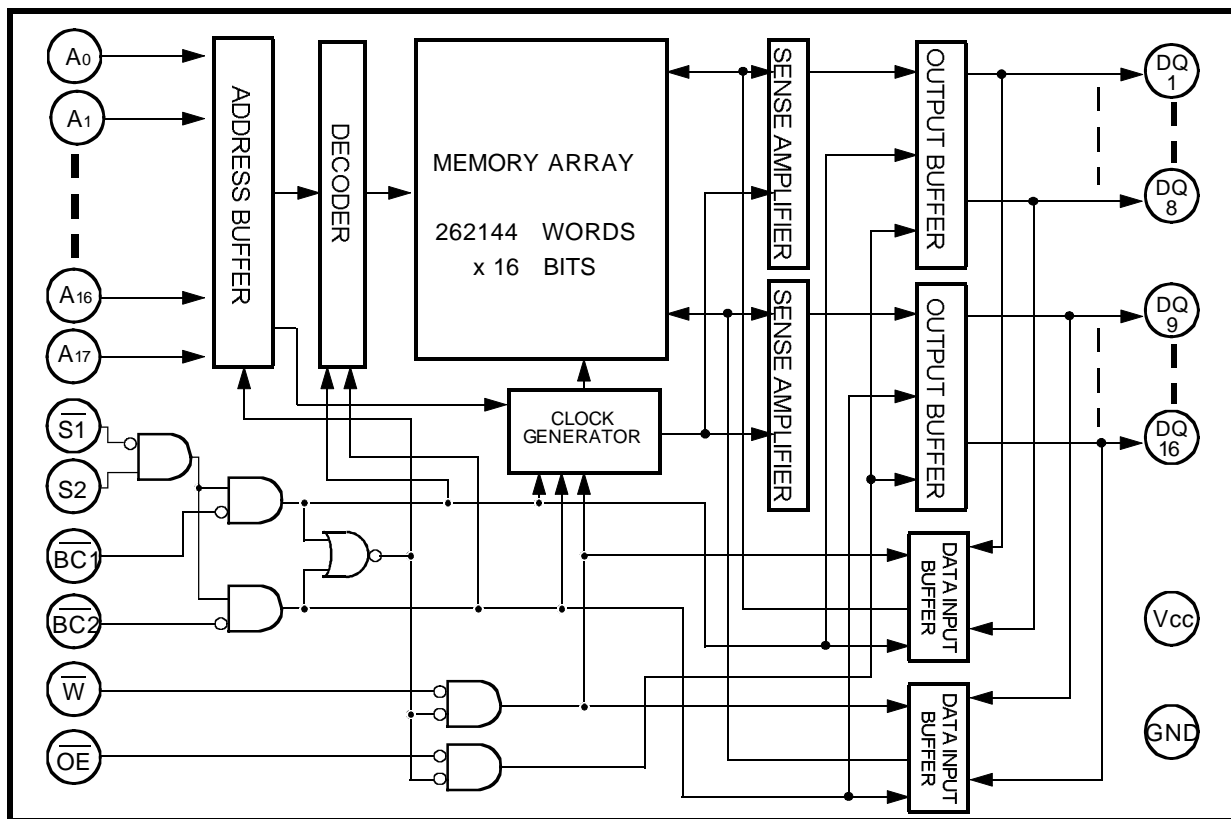 A0
A1
A16
A17
S1
S2
BC1
BC2
W
OE
ADDRESS BUFFER
DECODER
MEMORY ARRAY
262144 WORDS
x 16 BITS
CLOCK
GENERATOR
SENSE AMPLIFIER
SENSE AMPLIFIER
OUTPUT BUFFER
OUTPUT BUFFER
DATA INPUT
BUFFER
DATA INPUT
BUFFER
DQ
1
DQ
8
DQ
9
DQ
16
Vcc
GND